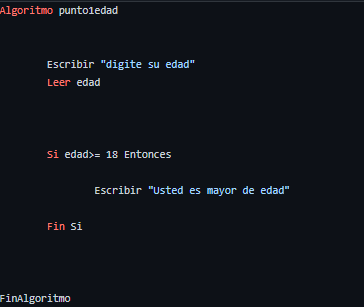 Algoritmo punto1edad
Escribir "digite su edad"
Leer edad
Si edad>= 18 Entonces
Escribir "Usted es mayor de edad"
Fin Si
FinAlgoritmo